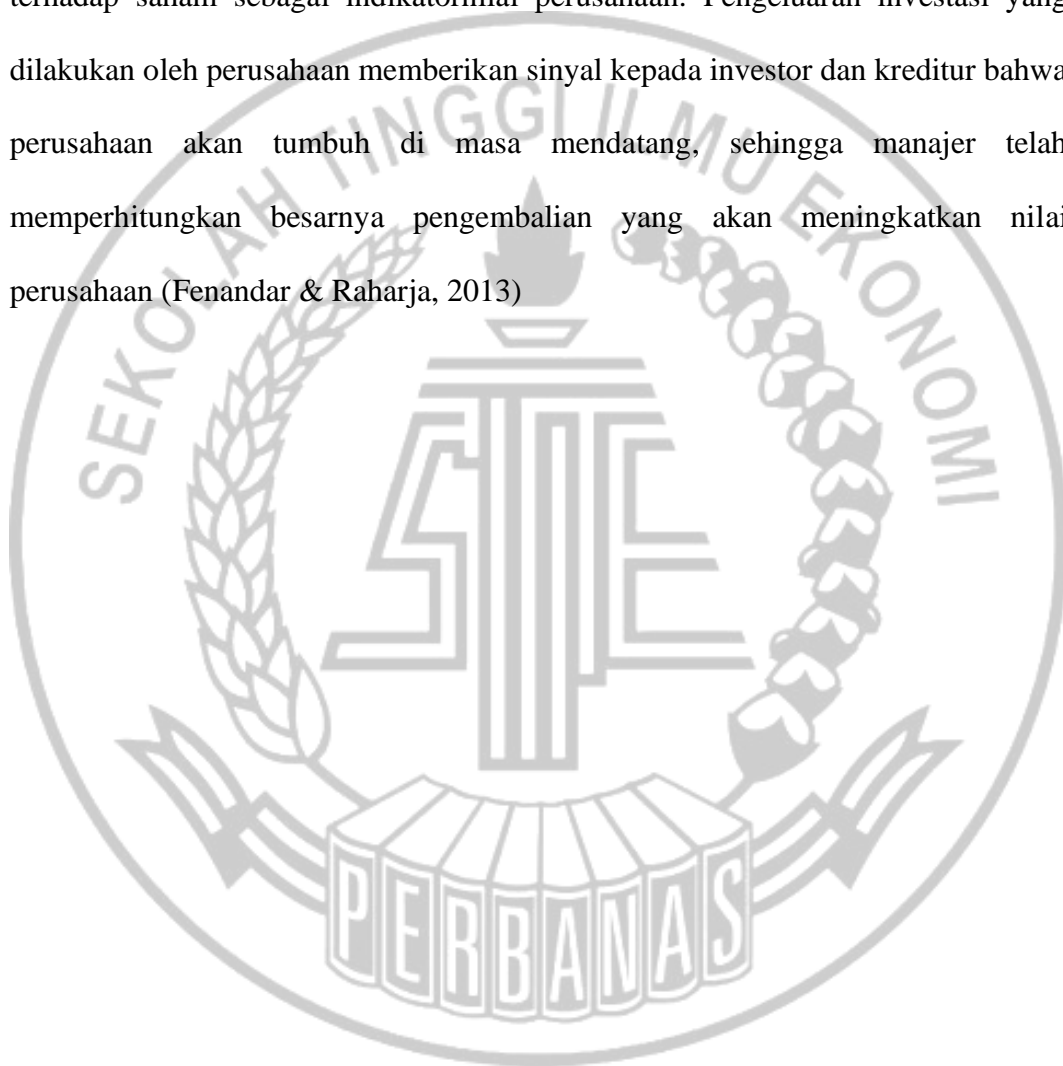 terhadap saham sebagai indikatornilai perusahaan. Pengeluaran investasi yang
dilakukan oleh perusahaan memberikan sinyal kepada investor dan kreditur bahwa
perusahaan akan tumbuh di masa mendatang, sehingga manajer telah
memperhitungkan besarnya pengembalian yang akan meningkatkan nilai
perusahaan (Fenandar & Raharja, 2013)
SEKOLAH TINGGI ILMU EKONOMI
STIE
PERBANAS